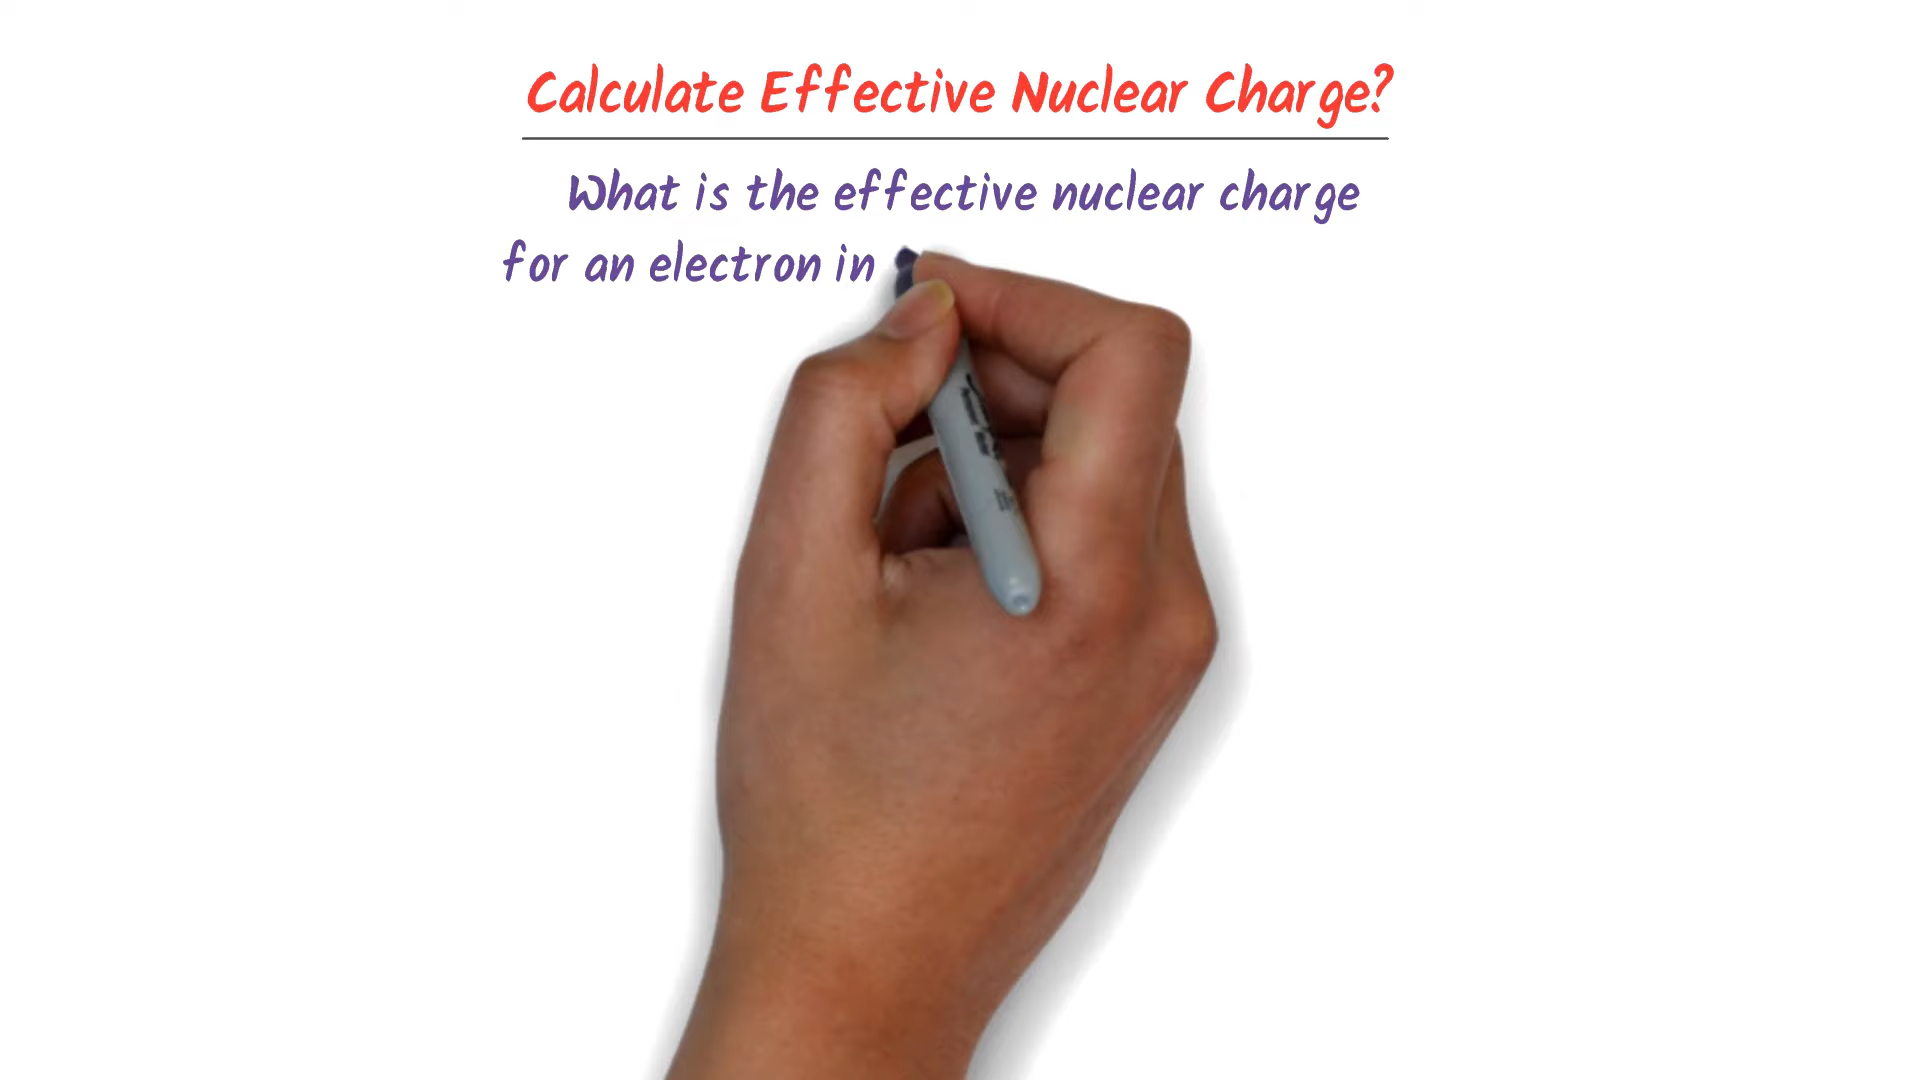 Calculate Effective Nuclear Charge?
What is the effective nuclear charge
for an electron in